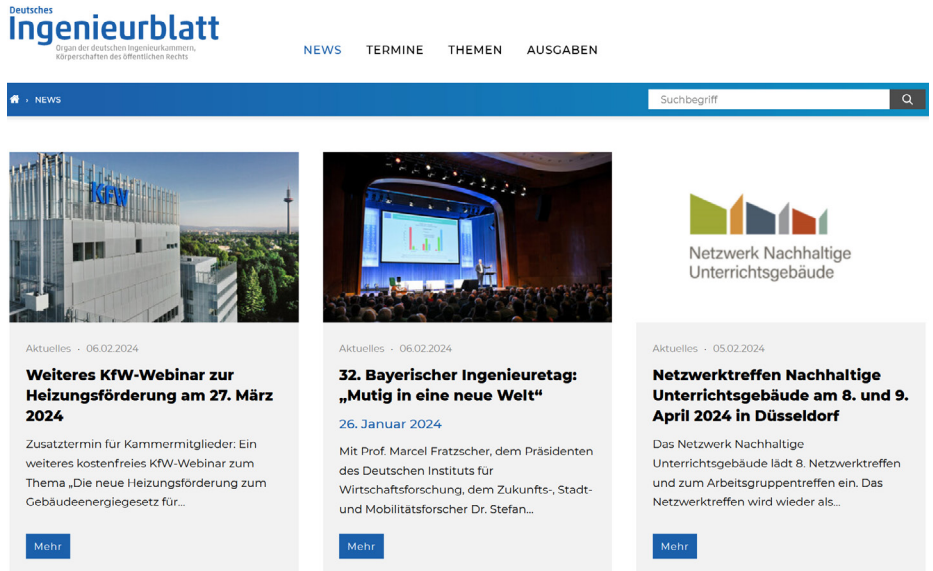 Deutsches
Ingenieurblatt
Organ der deutschen Ingenieurkammern,
Körperschaften des öffentlichen Rechts
NEWS TERMINE THEMEN AUSGABEN
› NEWS
Suchbegriff
KFW
Netzwerk Nachhaltige
Unterrichtsgebäude
Aktuelles · 06.02.2024
Weiteres KfW-Webinar zur
Heizungsförderung am 27. März
2024
Zusatztermin für Kammermitglieder: Ein
weiteres kostenfreies KfW-Webinar zum
Thema „Die neue Heizungsförderung zum
Gebäudeenergiegesetz für...
Mehr
Aktuelles · 06.02.2024
32. Bayerischer Ingenieuretag:
„Mutig in eine neue Welt“
26. Januar 2024
Mit Prof. Marcel Fratzscher, dem Präsidenten
des Deutschen Instituts für
Wirtschaftsforschung, dem Zukunfts-, Stadt-
und Mobilitätsforscher Dr. Stefan...
Mehr
Aktuelles · 05.02.2024
Netzwerktreffen Nachhaltige
Unterrichtsgebäude am 8. und 9.
April 2024 in Düsseldorf
Das Netzwerk Nachhaltige
Unterrichtsgebäude lädt 8. Netzwerktreffen
und zum Arbeitsgruppentreffen ein. Das
Netzwerktreffen wird wieder als...
Mehr